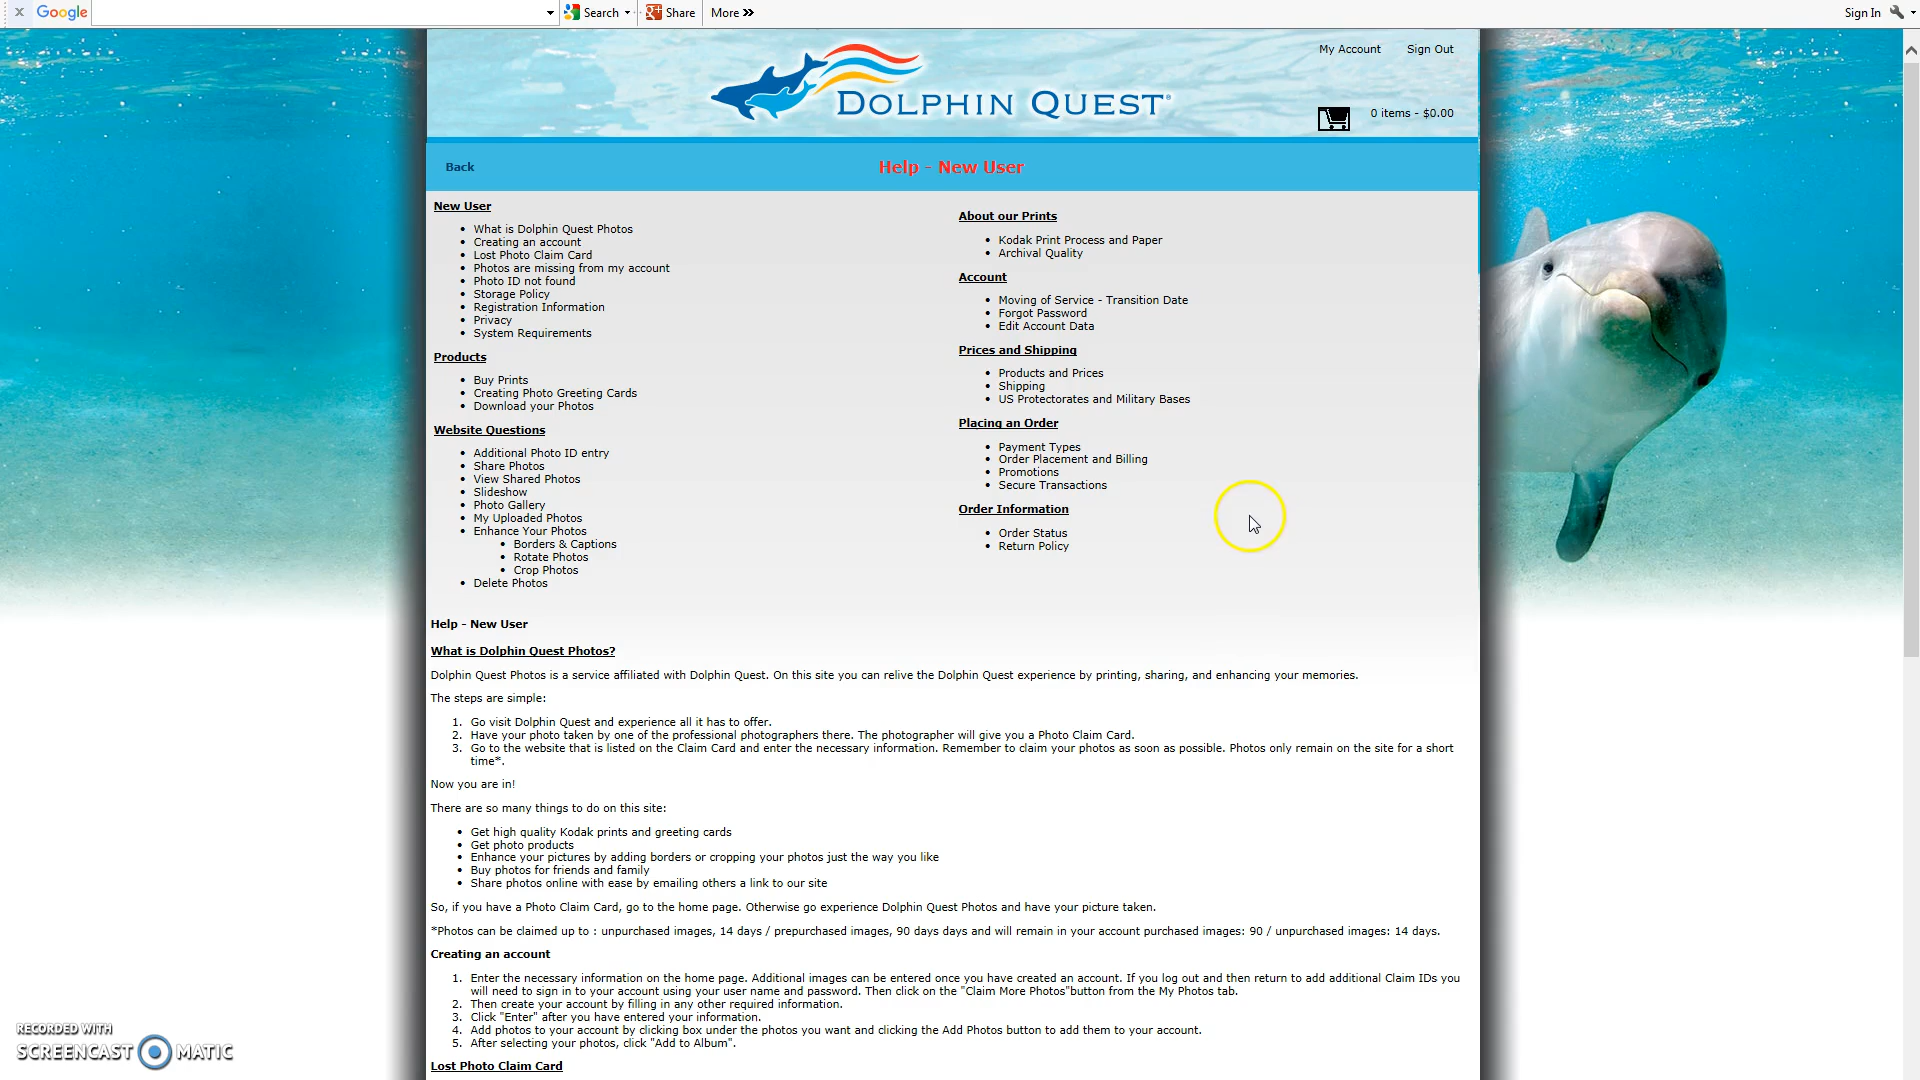 Google
Search
Share
More »
Sign In
My Account
Sign Out
DOLPHIN QUEST®
0 items - $0.00
Back
Help - New User
New User
• What is Dolphin Quest Photos
• Creating an account
• Lost Photo Claim Card
• Photos are missing from my account
• Photo ID not found
• Storage Policy
• Registration Information
• Privacy
• System Requirements
Products
• Buy Prints
• Creating Photo Greeting Cards
• Download your Photos
Website Questions
• Additional Photo ID entry
• Share Photos
• View Shared Photos
• Slideshow
• Photo Gallery
• My Uploaded Photos
• Enhance Your Photos
• Borders & Captions
• Rotate Photos
• Crop Photos
• Delete Photos
About our Prints
• Kodak Print Process and Paper
• Archival Quality
Account
• Moving of Service - Transition Date
• Forgot Password
• Edit Account Data
Prices and Shipping
• Products and Prices
• Shipping
• US Protectorates and Military Bases
Placing an Order
• Payment Types
• Order Placement and Billing
• Promotions
• Secure Transactions
Order Information
• Order Status
• Return Policy
Help - New User
What is Dolphin Quest Photos?
Dolphin Quest Photos is a service affiliated with Dolphin Quest. On this site you can relive the Dolphin Quest experience by printing, sharing, and enhancing your memories.
The steps are simple:
1. Go visit Dolphin Quest and experience all it has to offer.
2. Have your photo taken by one of the professional photographers there. The photographer will give you a Photo Claim Card.
3. Go to the website that is listed on the Claim Card and enter the necessary information. Remember to claim your photos as soon as possible. Photos only remain on the site for a short
time*.
Now you are in!
There are so many things to do on this site:
• Get high quality Kodak prints and greeting cards
• Get photo products
• Enhance your pictures by adding borders or cropping your photos just the way you like
• Buy photos for friends and family
• Share photos online with ease by emailing others a link to our site
So, if you have a Photo Claim Card, go to the home page. Otherwise go experience Dolphin Quest Photos and have your picture taken.
*Photos can be claimed up to : unpurchased images, 14 days / prepurchased images, 90 days days and will remain in your account purchased images: 90 / unpurchased images: 14 days.
Creating an account
1. Enter the necessary information on the home page. Additional images can be entered once you have created an account. If you log out and then return to add additional Claim IDs you
will need to sign in to your account using your user name and password. Then click on the "Claim More Photos"button from the My Photos tab.
2. Then create your account by filling in any other required information.
3. Click "Enter" after you have entered your information.
4. Add photos to your account by clicking box under the photos you want and clicking the Add Photos button to add them to your account.
5. After selecting your photos, click "Add to Album".
Lost Photo Claim Card
RECORDED WITH
SCREENCAST MATIC